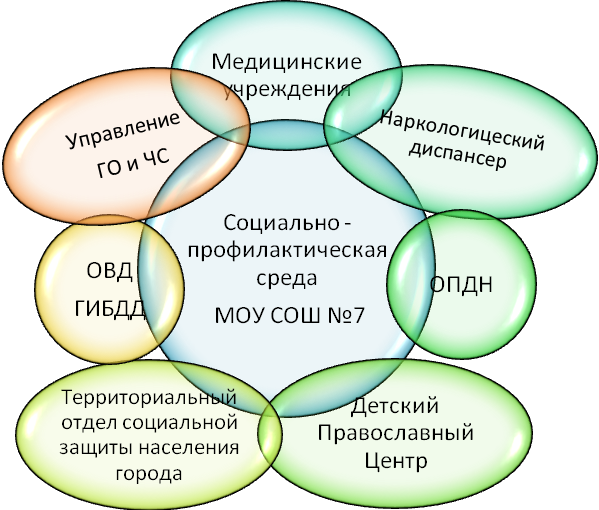 Медицинские
учреждения
Наркологицеский
диспансер
Управление
ГО и ЧС
Социально -
профилактическая
среда
МОУ СОШ №7
ОВД
ГИБДД
ОПДН
Территориальный
отдел социальной
защиты населения
города
Детский
Православный
Центр